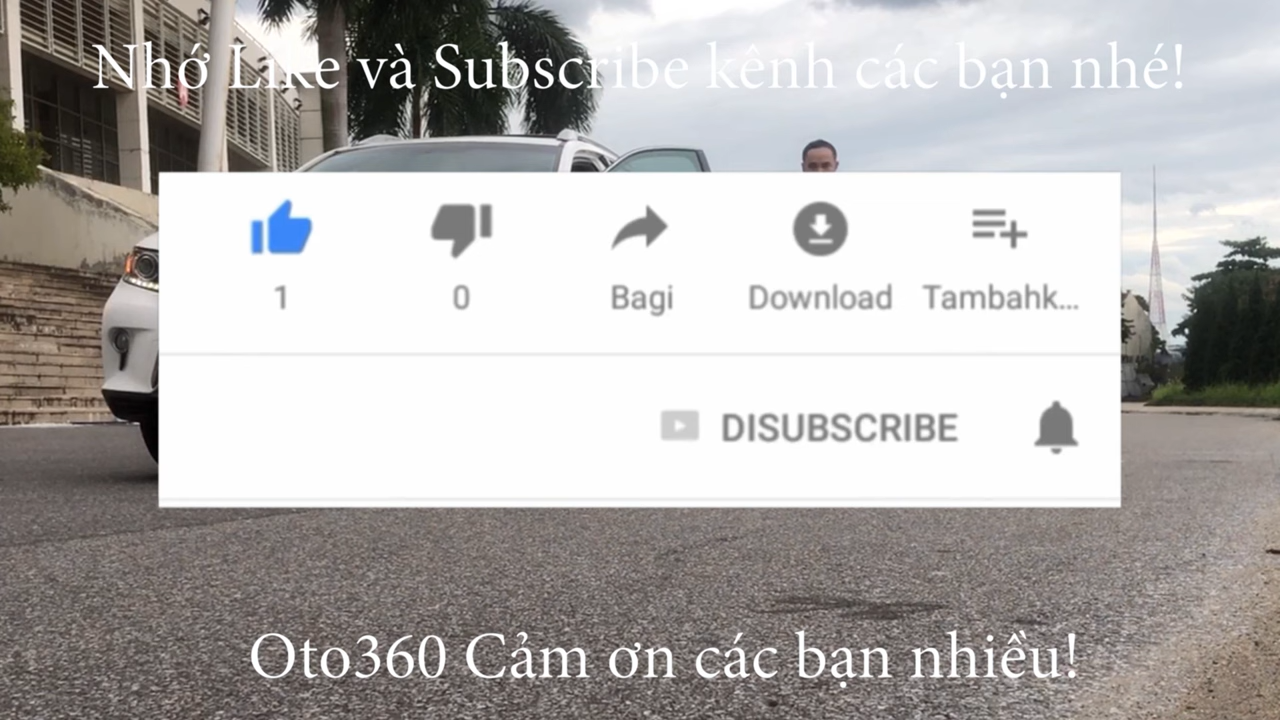 Nhớ Like và Subscribe kênh các bạn nhé!
1 0 Bagi Download Tambahk...
DISUBSCRIBE
Oto360 Cảm ơn các bạn nhiều!